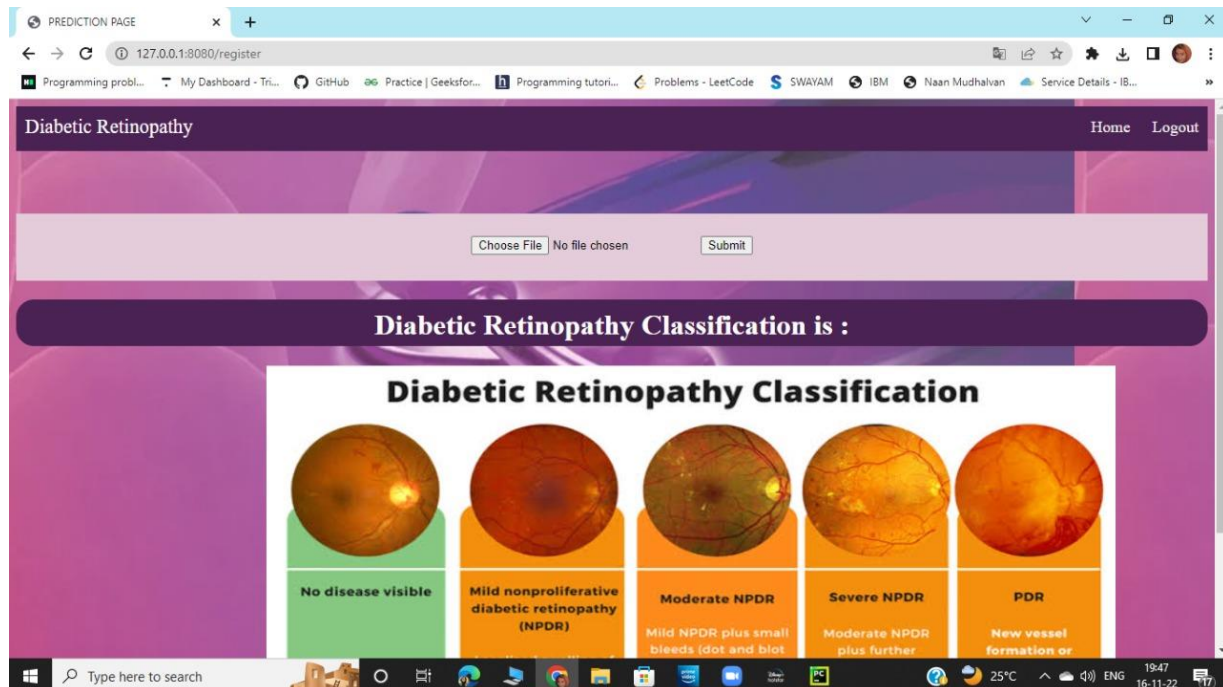 PREDICTION PAGE
127.0.0.1:8080/register
Programming probl... My Dashboard - Tri... GitHub Practice | Geeksfor... Programming tutori... Problems - LeetCode SWAYAM IBM Naan Mudhalvan Service Details - IB...
Diabetic Retinopathy Home Logout
Choose File No file chosen Submit
Diabetic Retinopathy Classification is :
Diabetic Retinopathy Classification
No disease visible
Mild nonproliferative
diabetic retinopathy
(NPDR)
Moderate NPDR
Mild NPDR plus small
bleeds (dot and blot
Severe NPDR
Moderate NPDR
plus further
PDR
New vessel
formation or
Type here to search
25°C ENG
19:47
16-11-22
17